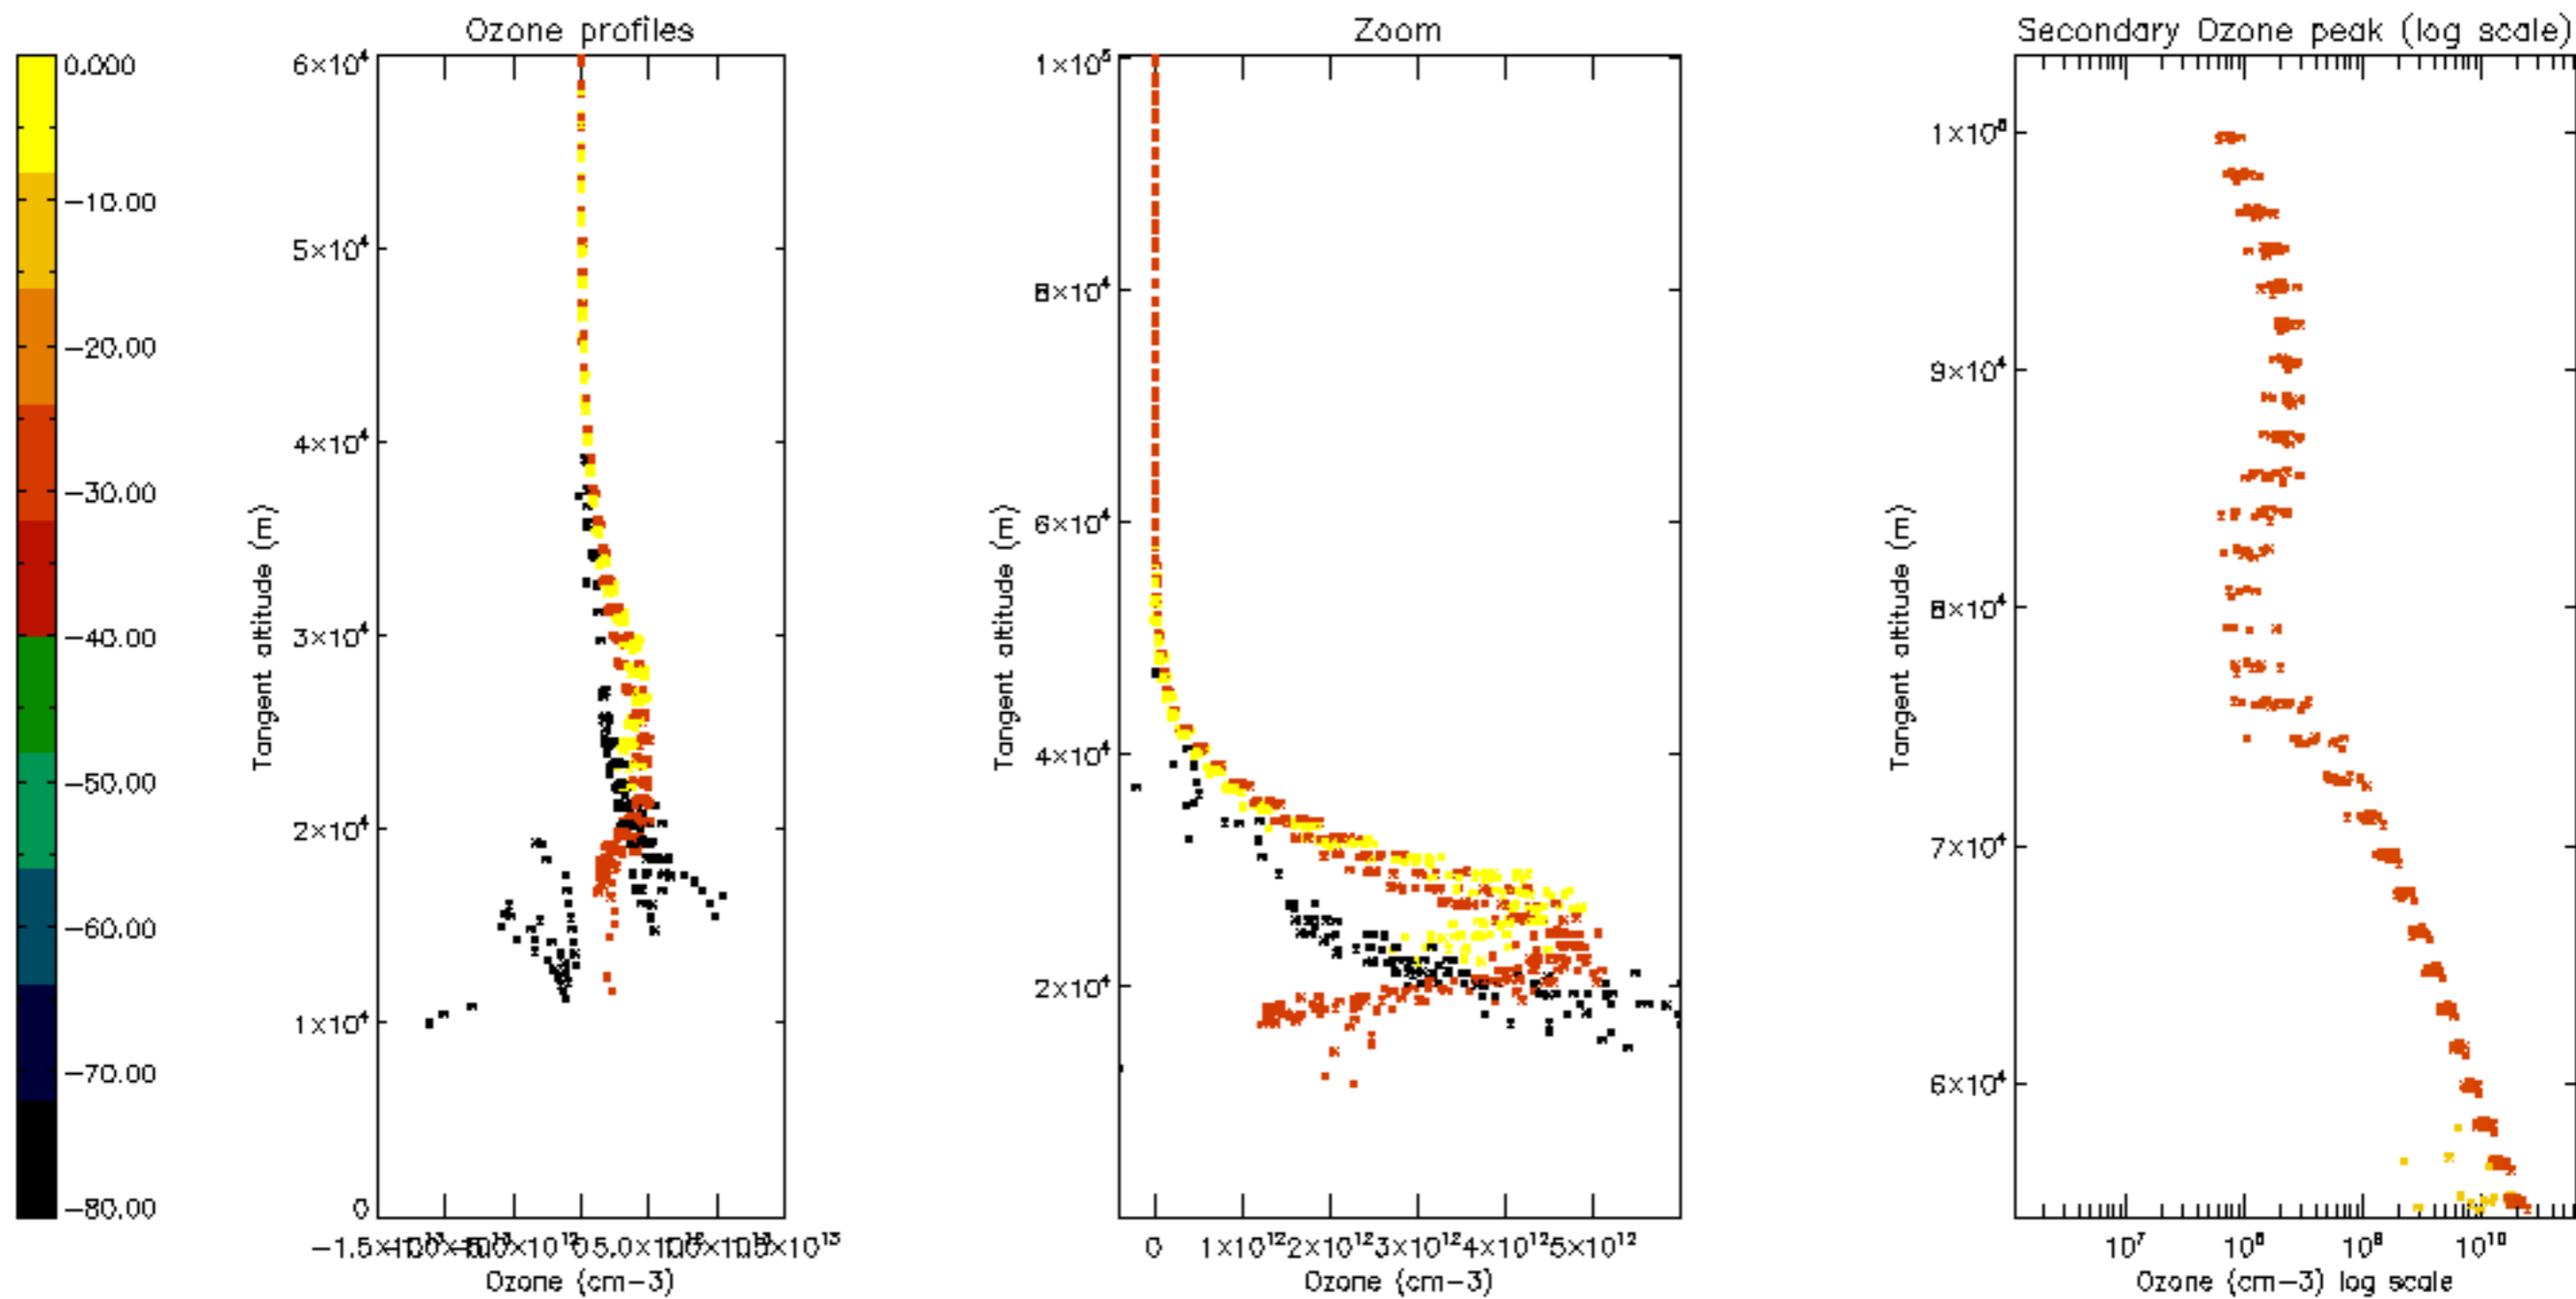 Ozone profiles
Zoom
Secondary Ozone peak (log scale)
0.000
-10.00
-20.00
-30.00
-40.00
-50.00
-60.00
-70.00
-80.00
Tangent altitude (m)
6×10⁴
5×10⁴
4×10⁴
3×10⁴
2×10⁴
1×10⁴
0
Ozone (cm-3)
Tangent altitude (m)
1×10⁵
8×10⁴
6×10⁴
4×10⁴
2×10⁴
0 1×10¹² 2×10¹² 3×10¹² 4×10¹² 5×10¹²
Ozone (cm-3)
Tangent altitude (m)
9×10⁴
8×10⁴
7×10⁴
6×10⁴
10⁷ 10⁸ 10⁹ 10¹⁰
Ozone (cm-3) log scale